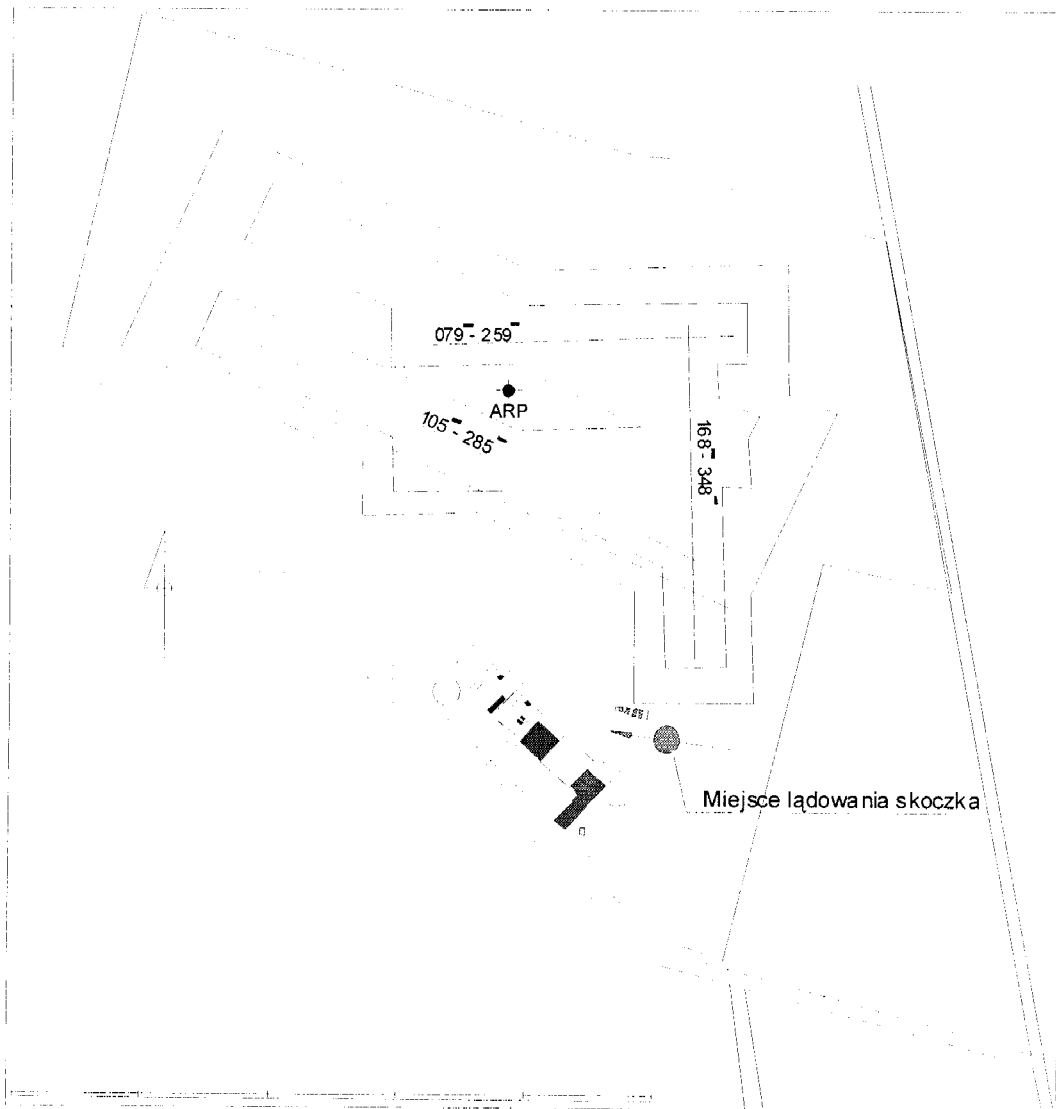 079‾- 259‾
ARP
105‾- 285‾
168‾- 348‾
Miejsce lądowania skoczka